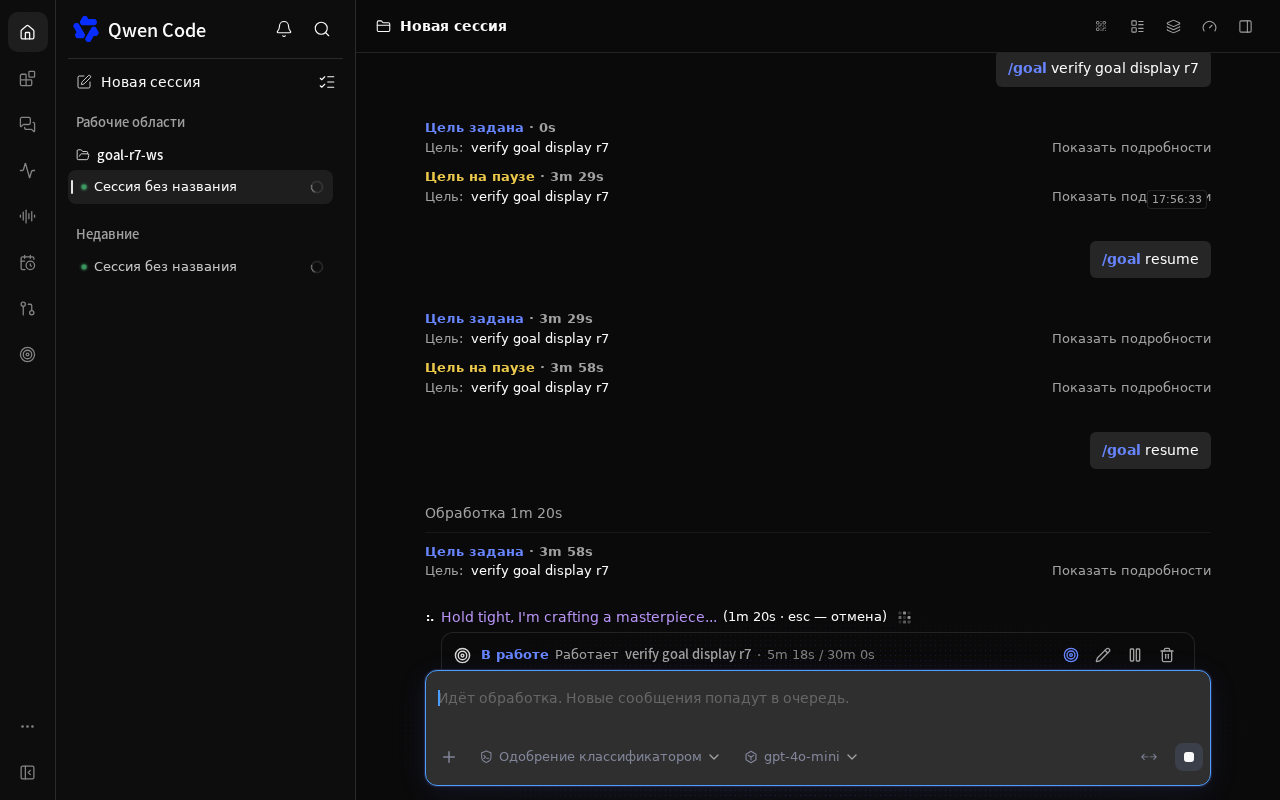 Qwen Code
Новая сессия
Рабочие области
goal-r7-ws
Сессия без названия
Недавние
Сессия без названия
Новая сессия
/goal verify goal display r7
Цель задана · 0s
Цель: verify goal display r7
Показать подробности
Цель на паузе · 3m 29s
Цель: verify goal display r7
Показать под
17:56:33
/goal resume
Цель задана · 3m 29s
Цель: verify goal display r7
Показать подробности
Цель на паузе · 3m 58s
Цель: verify goal display r7
Показать подробности
/goal resume
Обработка 1m 20s
Цель задана · 3m 58s
Цель: verify goal display r7
Показать подробности
Hold tight, I'm crafting a masterpiece... (1m 20s · esc — отмена)
В работе Работает verify goal display r7 · 5m 18s / 30m 0s
Идёт обработка. Новые сообщения попадут в очередь.
Одобрение классификатором
gpt-4o-mini